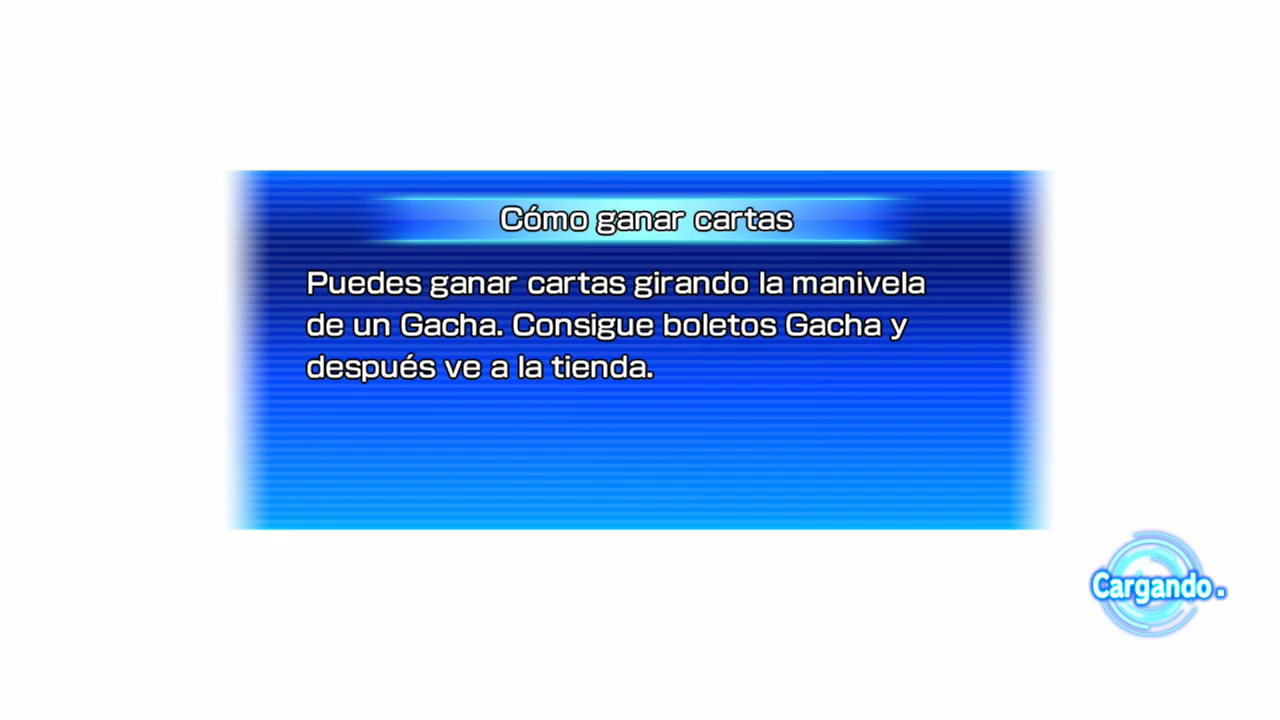 Cómo ganar cartas
Puedes ganar cartas girando la manivela
de un Gacha. Consigue boletos Gacha y
después ve a la tienda.
Cargando.